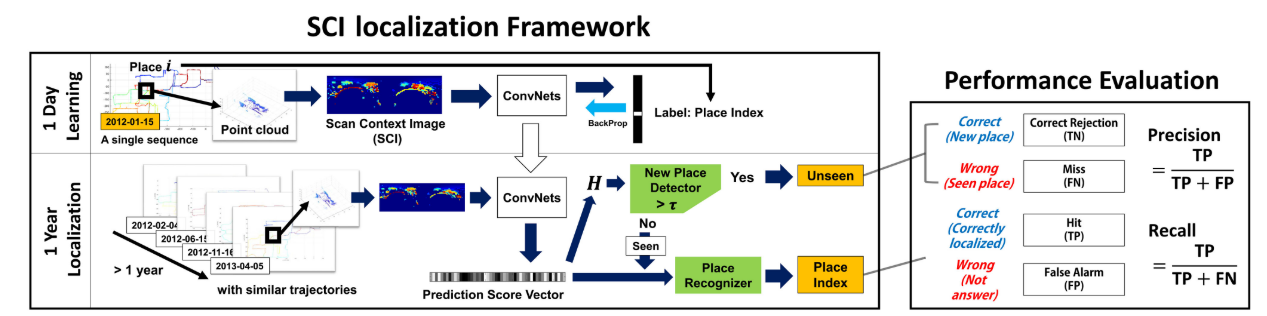 SCI localization Framework
1 Day
Learning
Place i
2012-01-15
A single sequence
Point cloud
Scan Context Image
(SCI)
ConvNets
BackProp
Label: Place Index
1 Year
Localization
2012-02-04
2012-06-15
2012-11-16
2013-04-05
> 1 year
with similar trajectories
ConvNets
Prediction Score Vector
H
New Place
Detector
> τ
Yes
No
Seen
Unseen
Place
Recognizer
Place
Index
Performance Evaluation
Correct
(New place)
Correct Rejection
(TN)
Wrong
(Seen place)
Miss
(FN)
Correct
(Correctly
localized)
Hit
(TP)
Wrong
(Not
answer)
False Alarm
(FP)
Precision
= TP
TP + FP
Recall
= TP
TP + FN